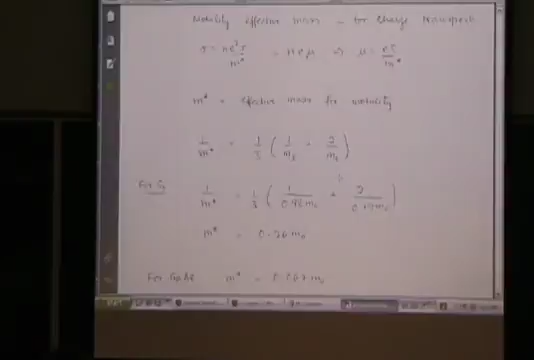 Mobility effective mass – for charge transport
σ = ne²τ / m* = neμ ⇒ μ = eτ / m*
m* = effective mass for mobility
1/m* = 1/3 ( 1/m_l + 2/m_t )
For Si 1/m* = 1/3 ( 1/0.98m₀ + 2/0.19m₀ )
m* = 0.26 m₀
For GaAs m* = 0.067 m₀